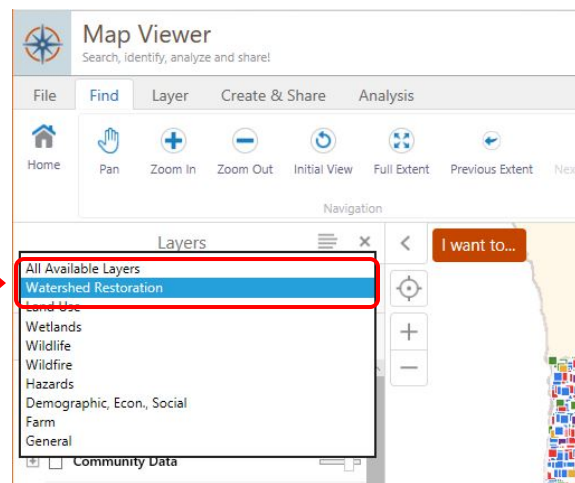 Map Viewer
Search, identify, analyze and share!
File Find Layer Create & Share Analysis
Home Pan Zoom In Zoom Out Initial View Full Extent Previous Extent
Navigation
Layers
I want to...
All Available Layers
Watershed Restoration
Land Use
Wetlands
Wildlife
Wildfire
Hazards
Demographic, Econ., Social
Farm
General
Community Data